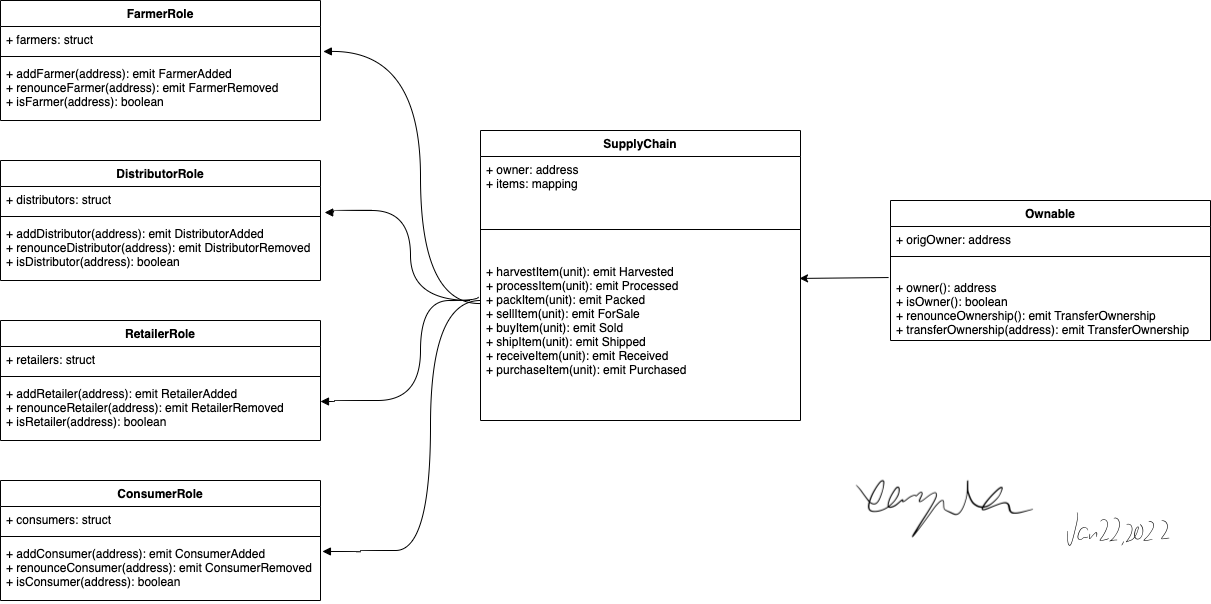 FarmerRole
+ farmers: struct
+ addFarmer(address): emit FarmerAdded
+ renounceFarmer(address): emit FarmerRemoved
+ isFarmer(address): boolean
DistributorRole
+ distributors: struct
+ addDistributor(address): emit DistributorAdded
+ renounceDistributor(address): emit DistributorRemoved
+ isDistributor(address): boolean
RetailerRole
+ retailers: struct
+ addRetailer(address): emit RetailerAdded
+ renounceRetailer(address): emit RetailerRemoved
+ isRetailer(address): boolean
ConsumerRole
+ consumers: struct
+ addConsumer(address): emit ConsumerAdded
+ renounceConsumer(address): emit ConsumerRemoved
+ isConsumer(address): boolean
SupplyChain
+ owner: address
+ items: mapping
+ harvestItem(unit): emit Harvested
+ processItem(unit): emit Processed
+ packItem(unit): emit Packed
+ sellItem(unit): emit ForSale
+ buyItem(unit): emit Sold
+ shipItem(unit): emit Shipped
+ receiveItem(unit): emit Received
+ purchaseItem(unit): emit Purchased
Ownable
+ origOwner: address
+ owner(): address
+ isOwner(): boolean
+ renounceOwnership(): emit TransferOwnership
+ transferOwnership(address): emit TransferOwnership
Jan 22, 2022